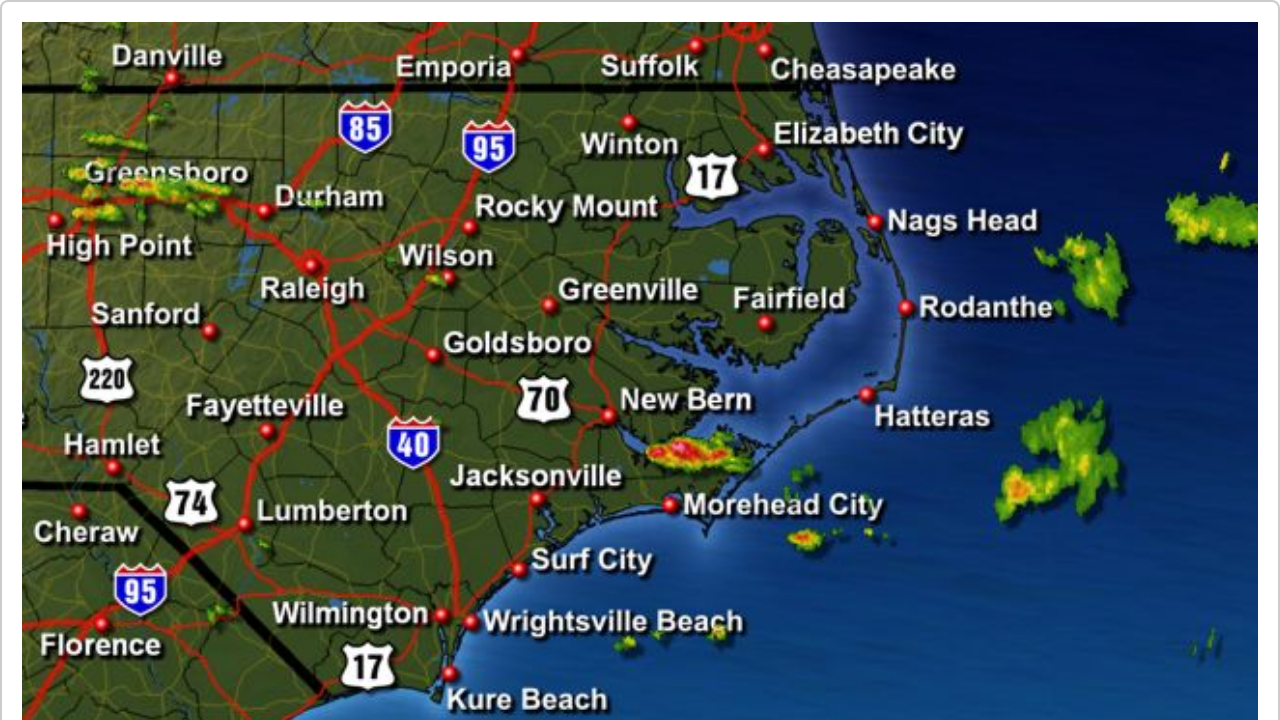 Danville
Emporia
Suffolk
Cheasapeake
85
95
Winton
Elizabeth City
17
Greensboro
Durham
Rocky Mount
Nags Head
High Point
Wilson
Raleigh
Greenville
Fairfield
Rodanthe
Sanford
Goldsboro
220
70
New Bern
Fayetteville
Hatteras
Hamlet
40
Jacksonville
74
Morehead City
Lumberton
Cheraw
Surf City
95
Wilmington
Wrightsville Beach
Florence
17
Kure Beach